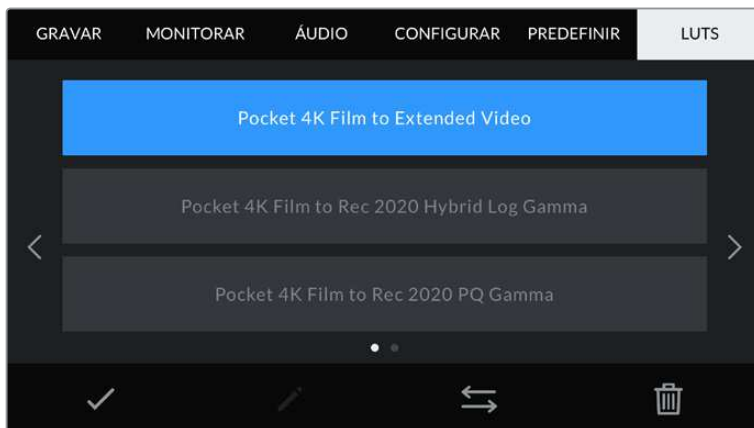 GRAVAR MONITORAR ÁUDIO CONFIGURAR PREDEFINIR LUTS
Pocket 4K Film to Extended Video
Pocket 4K Film to Rec 2020 Hybrid Log Gamma
Pocket 4K Film to Rec 2020 PQ Gamma